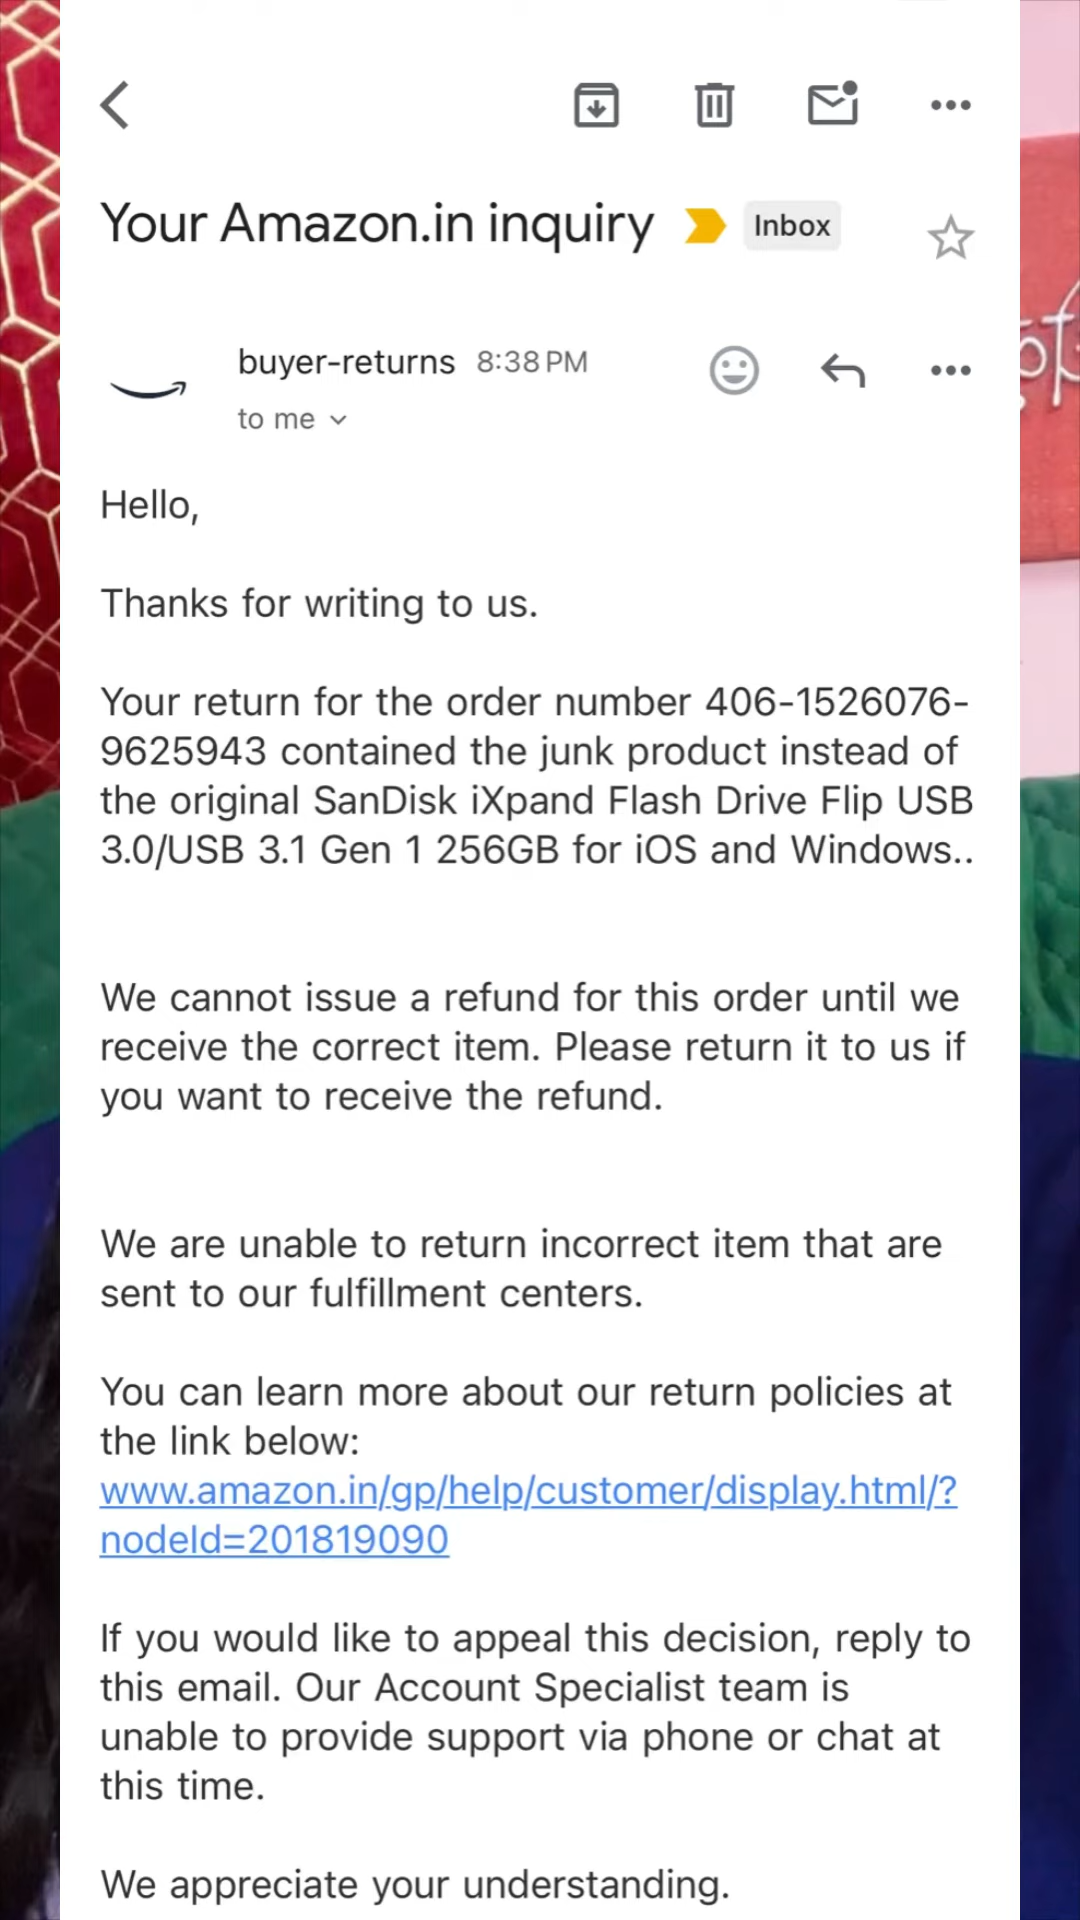 Your Amazon.in inquiry Inbox
buyer-returns 8:38 PM
to me
Hello,
Thanks for writing to us.
Your return for the order number 406-1526076-
9625943 contained the junk product instead of
the original SanDisk iXpand Flash Drive Flip USB
3.0/USB 3.1 Gen 1 256GB for iOS and Windows..
We cannot issue a refund for this order until we
receive the correct item. Please return it to us if
you want to receive the refund.
We are unable to return incorrect item that are
sent to our fulfillment centers.
You can learn more about our return policies at
the link below:
www.amazon.in/gp/help/customer/display.html/?
nodeId=201819090
If you would like to appeal this decision, reply to
this email. Our Account Specialist team is
unable to provide support via phone or chat at
this time.
We appreciate your understanding.